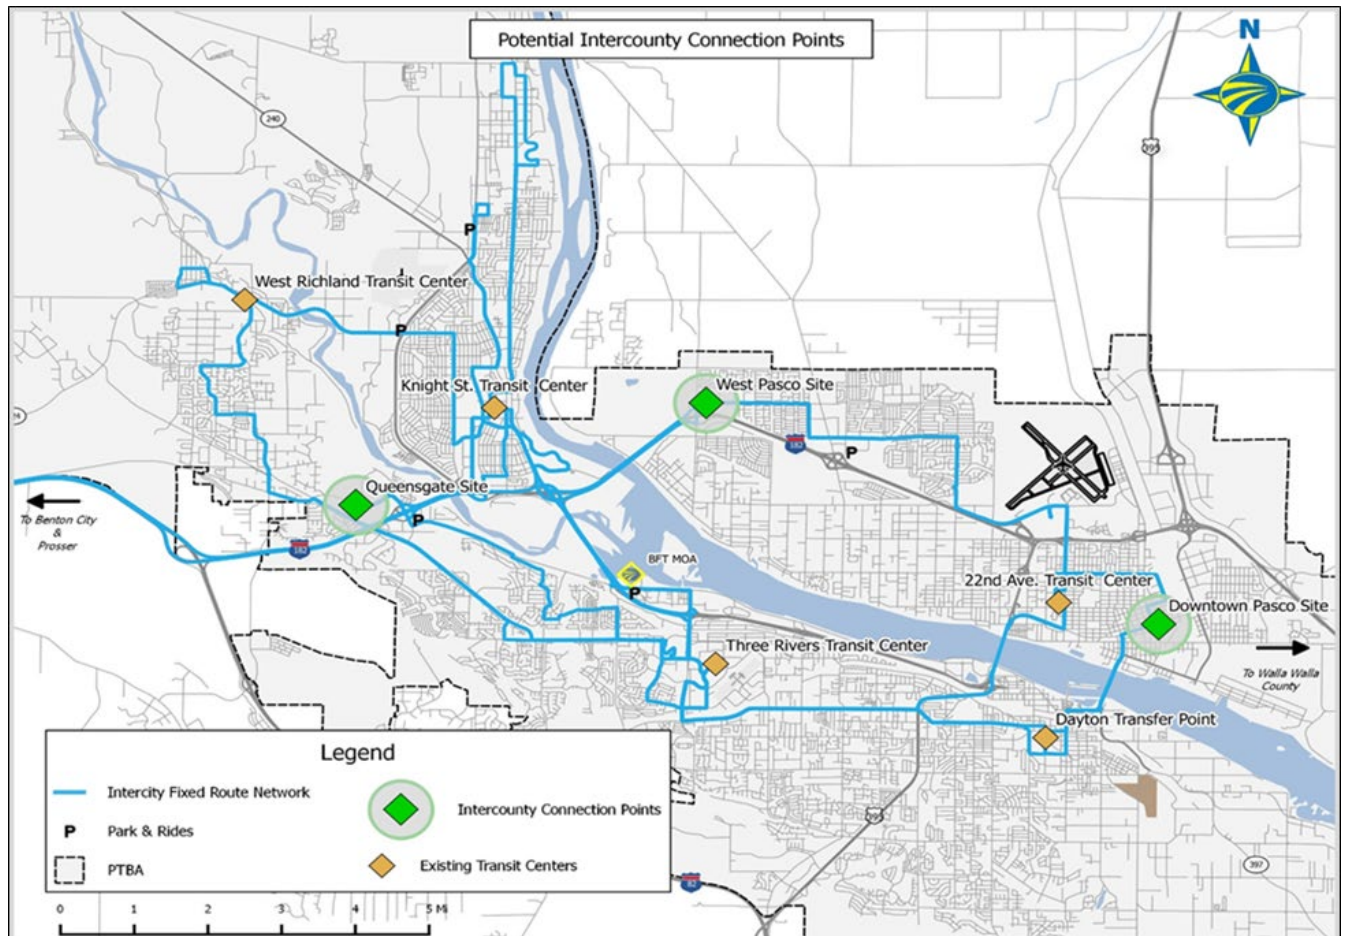 Potential Intercounty Connection Points
N
240
395
P
West Richland Transit Center
P
Knight St. Transit Center
West Pasco Site
182
P
Queensgate Site
P
To Benton City
&
Prosser
182
BFT MOA
P
22nd Ave. Transit Center
Downtown Pasco Site
Three Rivers Transit Center
To Walla Walla
County
Dayton Transfer Point
Legend
Intercity Fixed Route Network
Intercounty Connection Points
P Park & Rides
PTBA
Existing Transit Centers
395
397
82
0 1 2 3 4 5 Mi